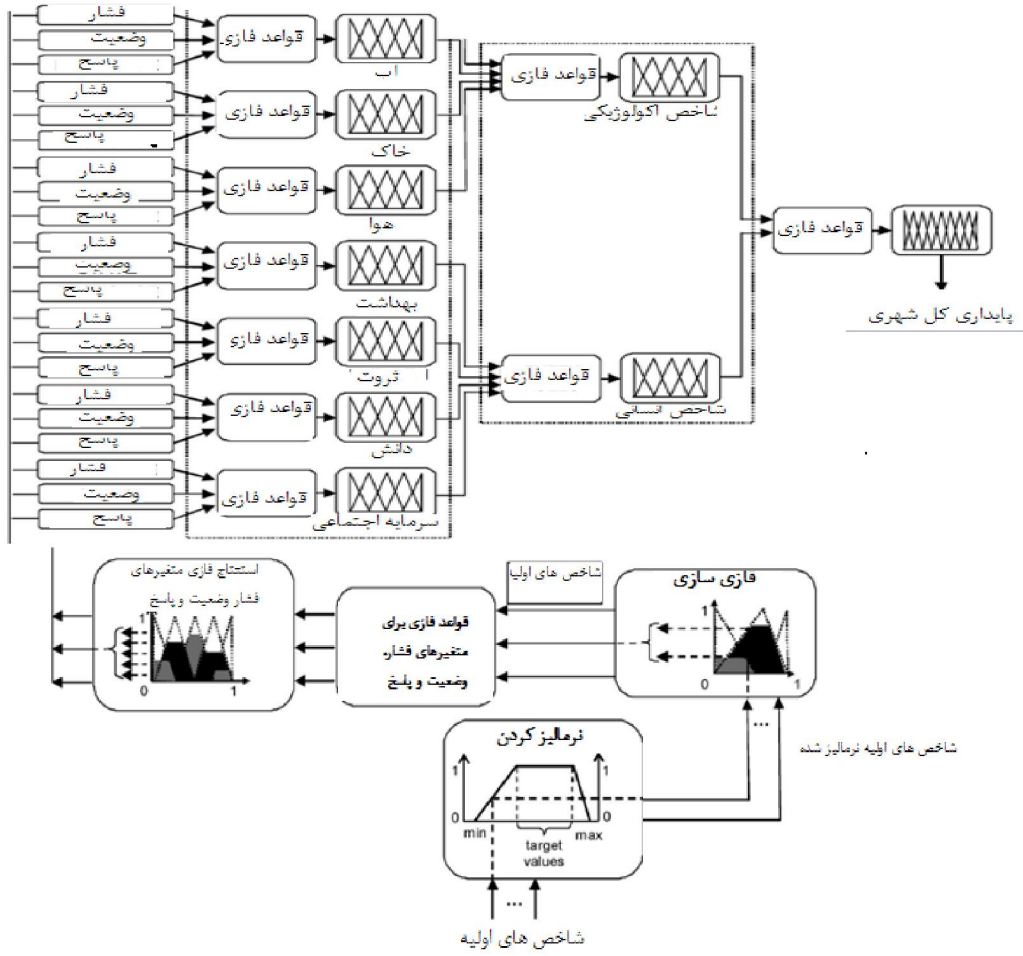 فشار
وضعیت
پاسخ
قواعد فازی
آب
فشار
وضعیت
پاسخ
قواعد فازی
خاک
فشار
وضعیت
پاسخ
قواعد فازی
هوا
فشار
وضعیت
پاسخ
قواعد فازی
بهداشت
فشار
وضعیت
پاسخ
قواعد فازی
ثروت
فشار
وضعیت
پاسخ
قواعد فازی
دانش
فشار
وضعیت
پاسخ
قواعد فازی
سرمایه اجتماعی
قواعد فازی
شاخص اکولوژیکی
قواعد فازی
شاخص انسانی
قواعد فازی
پایداری کل شهری
استنتاج فازی متغیرهای
فشار وضعیت و پاسخ
1
0
1
قواعد فازی برای
متغیرهای فشار،
وضعیت و پاسخ
شاخص های اولیا
فازی سازی
1
0
1
...
شاخص های اولیه نرمالیز شده
نرمالیز کردن
1
1
0
0
min
max
target
values
...
شاخص های اولیه